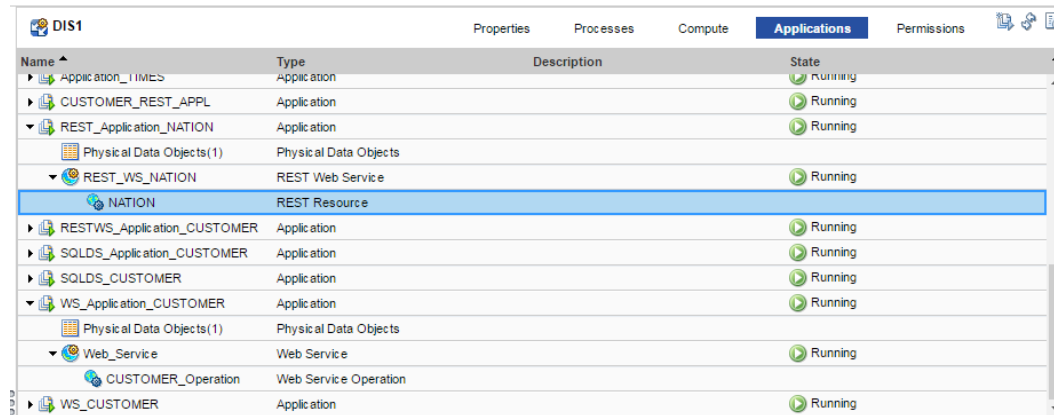 DIS1 Properties Processes Compute Applications Permissions
Name Type Description State
Application_TIMES Application Running
CUSTOMER_REST_APPL Application Running
REST_Application_NATION Application Running
Physical Data Objects(1) Physical Data Objects
REST_WS_NATION REST Web Service Running
NATION REST Resource
RESTWS_Application_CUSTOMER Application Running
SQLDS_Application_CUSTOMER Application Running
SQLDS_CUSTOMER Application Running
WS_Application_CUSTOMER Application Running
Physical Data Objects(1) Physical Data Objects
Web_Service Web Service Running
CUSTOMER_Operation Web Service Operation
WS_CUSTOMER Application Running